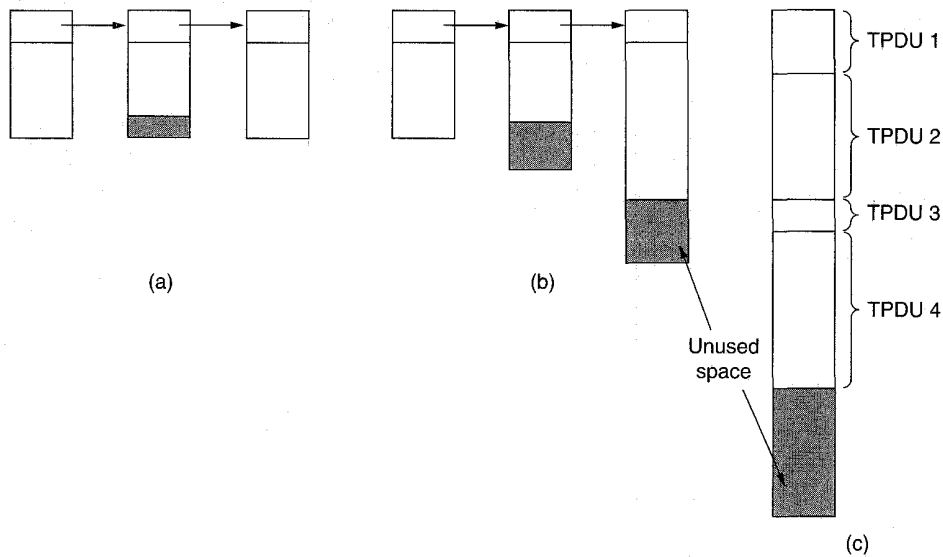 TPDU 1
TPDU 2
TPDU 3
TPDU 4
(a)
(b)
Unused
space
(c)